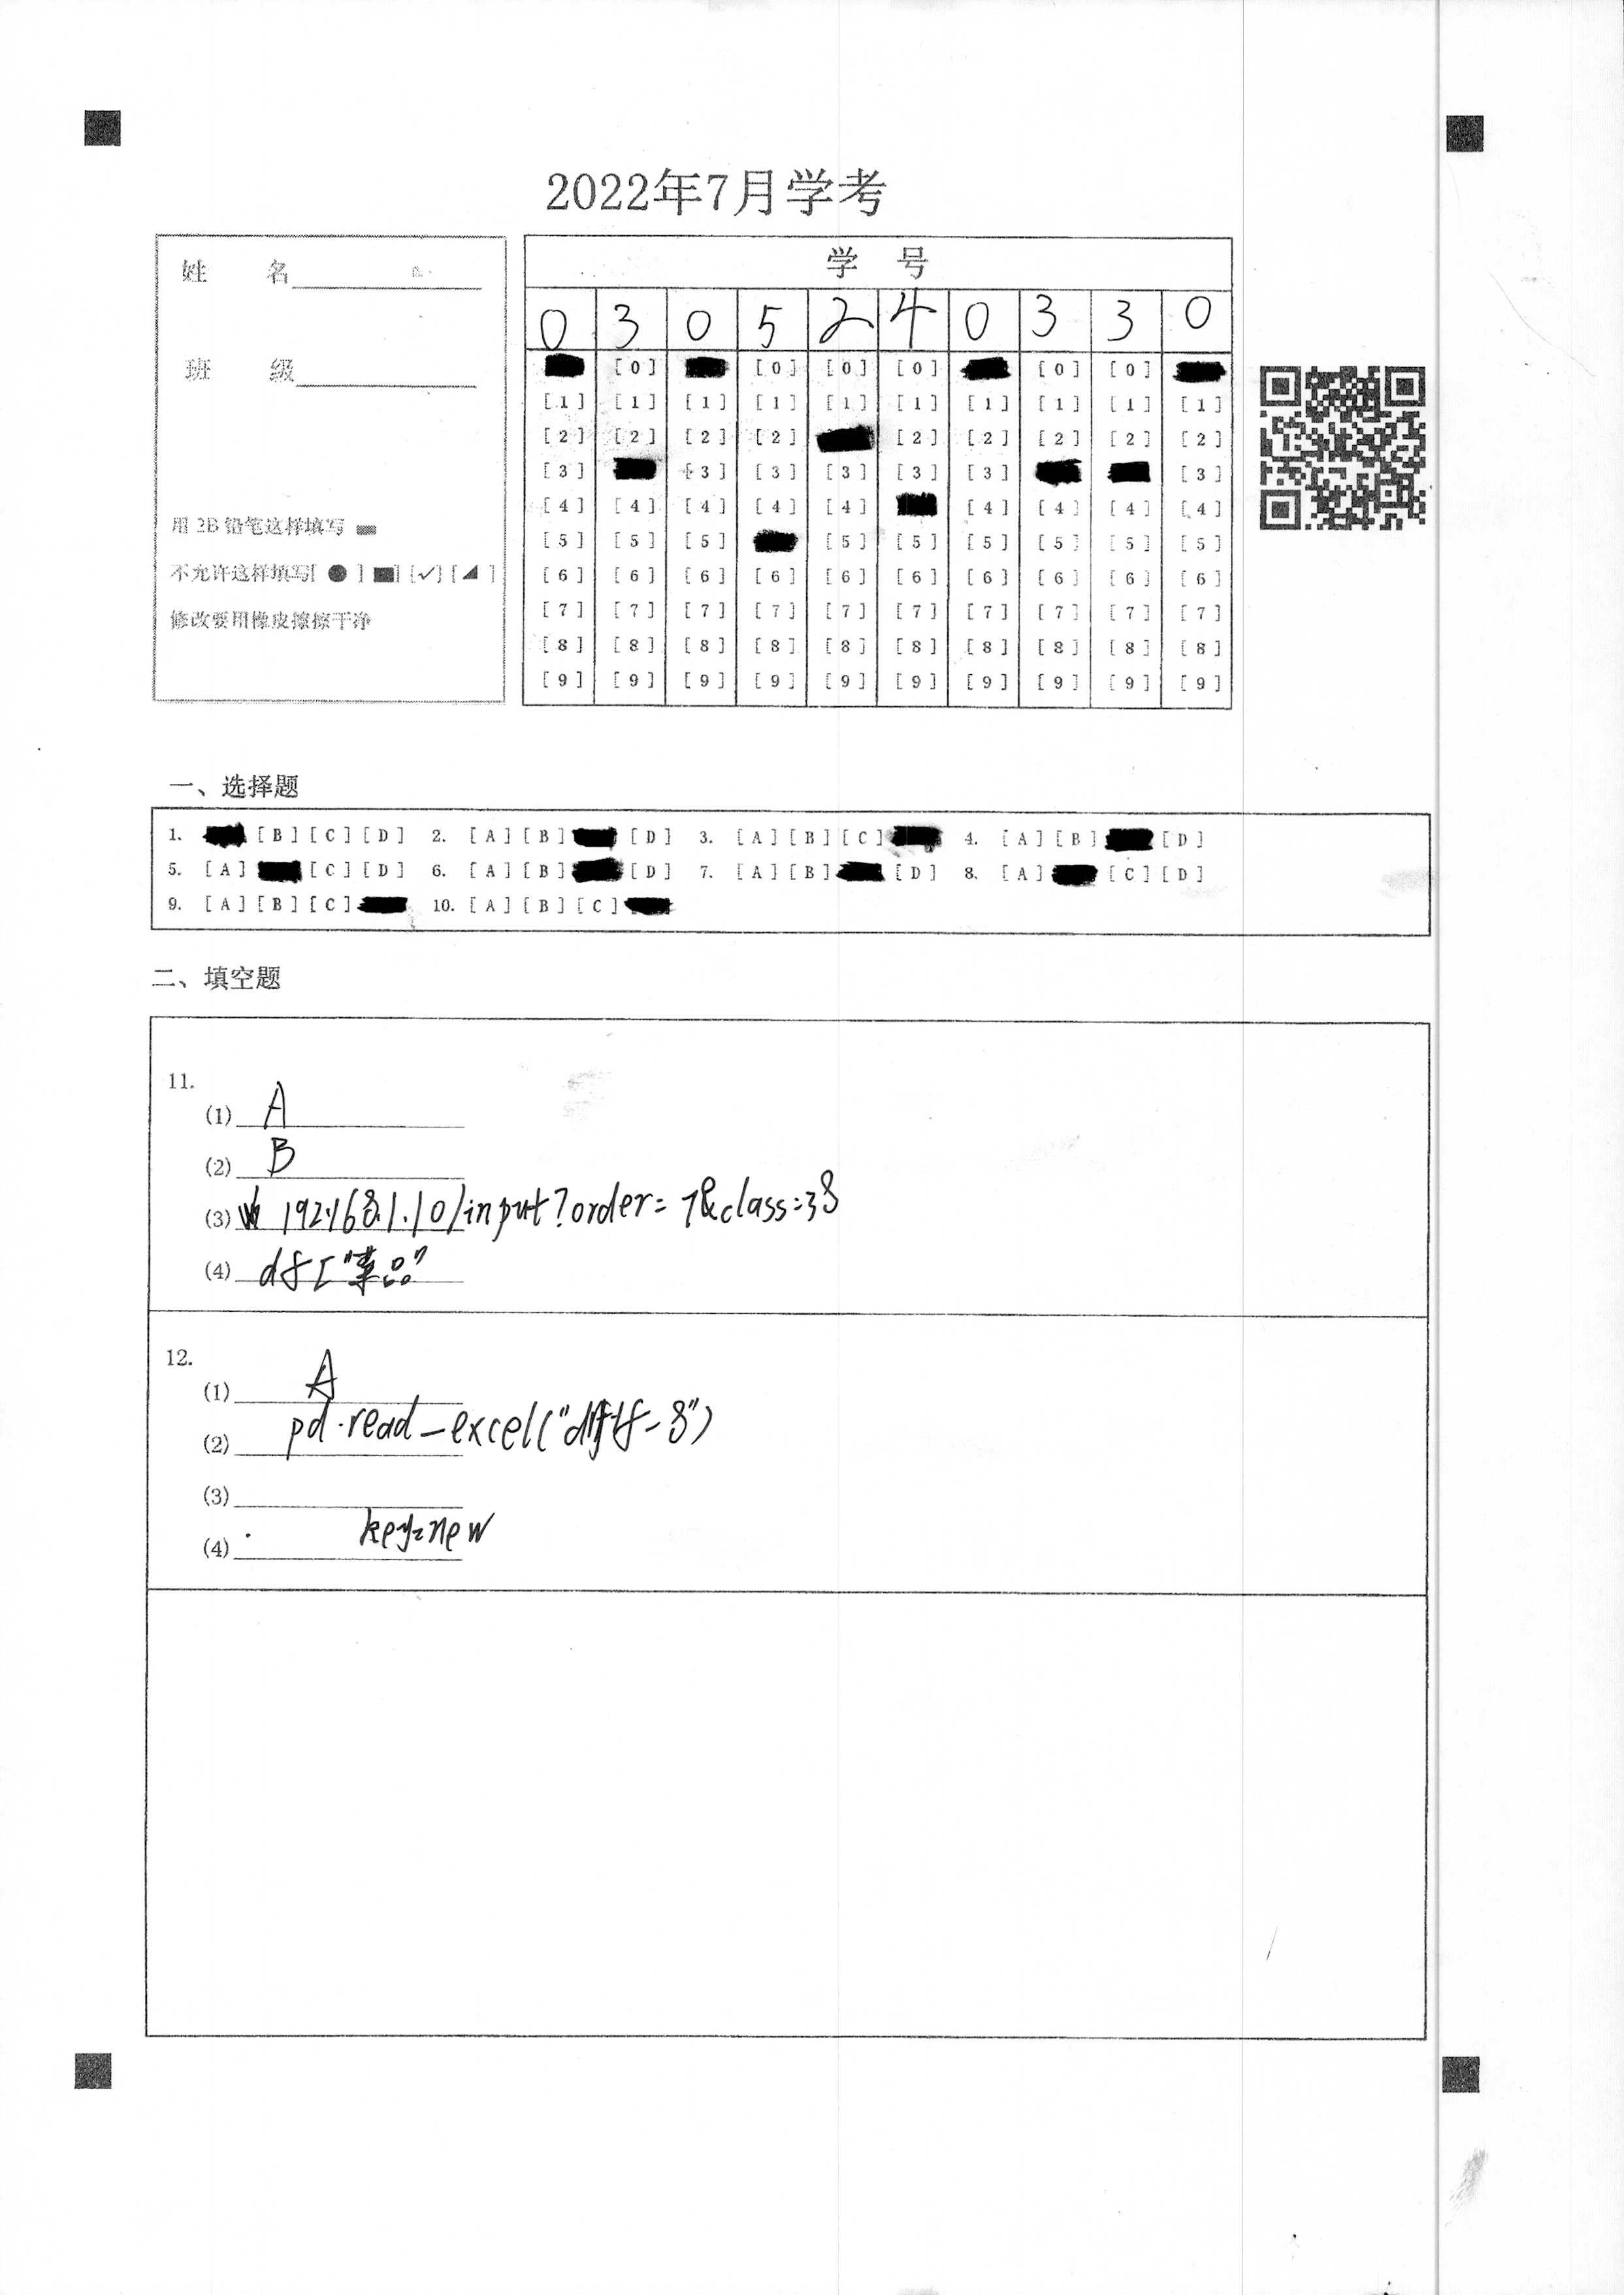 2022年7月学考
姓 名
班 级
用 2B 铅笔这样填写
不允许这样填写[ ● ] [■] [✓] [◢ ]
修改要用橡皮擦擦干净
学 号
0 3 0 5 2 4 0 3 3 0
[0] [0] [0] [0] [0] [0]
[1] [1] [1] [1] [1] [1] [1] [1] [1] [1]
[2] [2] [2] [2] [2] [2] [2] [2] [2]
[3] [3] [3] [3] [3] [3] [3]
[4] [4] [4] [4] [4] [4] [4] [4] [4]
[5] [5] [5] [5] [5] [5] [5] [5] [5]
[6] [6] [6] [6] [6] [6] [6] [6] [6] [6]
[7] [7] [7] [7] [7] [7] [7] [7] [7] [7]
[8] [8] [8] [8] [8] [8] [8] [8] [8] [8]
[9] [9] [9] [9] [9] [9] [9] [9] [9] [9]
一、选择题
1. [B] [C] [D] 2. [A] [B] [D] 3. [A] [B] [C] 4. [A] [B] [D]
5. [A] [C] [D] 6. [A] [B] [D] 7. [A] [B] [D] 8. [A] [C] [D]
9. [A] [B] [C] 10. [A] [B] [C]
二、填空题
11.
(1) A
(2) B
(3) 192.168.1.10/input?order=7&class=38
(4) df["菜品"
12.
(1) A
(2) pd.read_excel(
(3)
(4) key=new